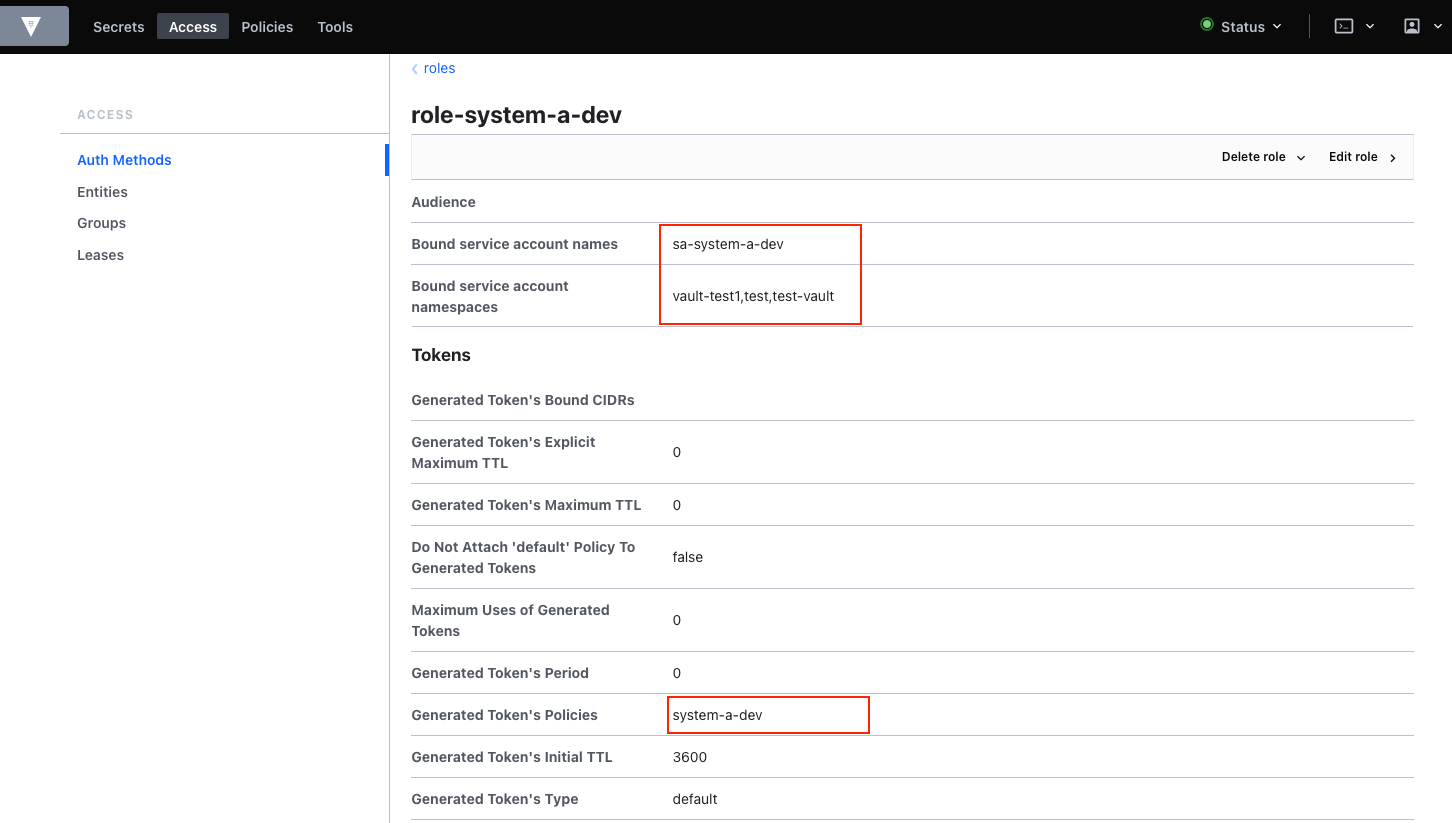 Secrets Access Policies Tools Status
roles
ACCESS
Auth Methods
Entities
Groups
Leases
role-system-a-dev
Delete role Edit role
Audience
Bound service account names sa-system-a-dev
Bound service account
namespaces
vault-test1,test,test-vault
Tokens
Generated Token's Bound CIDRs
Generated Token's Explicit
Maximum TTL
0
Generated Token's Maximum TTL 0
Do Not Attach 'default' Policy To
Generated Tokens
false
Maximum Uses of Generated
Tokens
0
Generated Token's Period 0
Generated Token's Policies system-a-dev
Generated Token's Initial TTL 3600
Generated Token's Type default